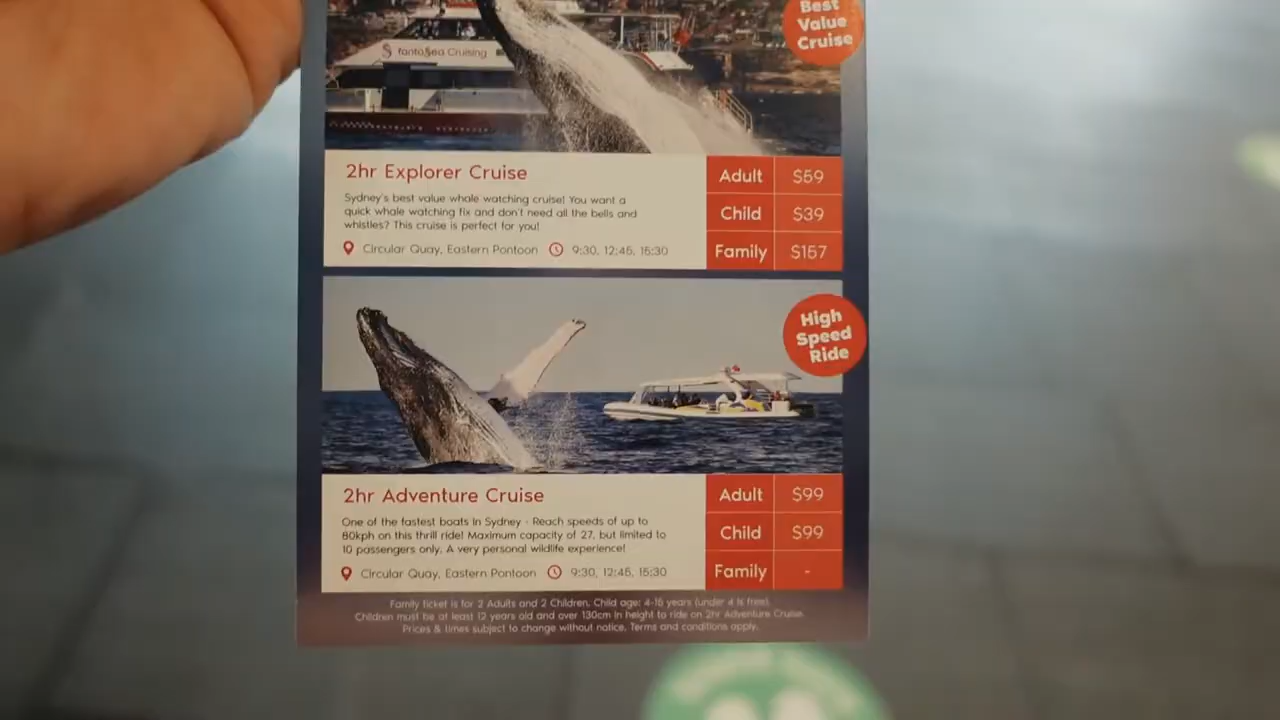 Best
Value
Cruise
fantaSea Cruising
2hr Explorer Cruise
Sydney's best value whale watching cruise! You want a
quick whale watching fix and don't need all the bells and
whistles? This cruise is perfect for you!
Circular Quay, Eastern Pontoon 9:30, 12:45, 15:30
Adult $59
Child $39
Family $157
High
Speed
Ride
2hr Adventure Cruise
One of the fastest boats in Sydney - Reach speeds of up to
80kph on this thrill ride! Maximum capacity of 27, but limited to
10 passengers only. A very personal wildlife experience!
Circular Quay, Eastern Pontoon 9:30, 12:45, 15:30
Adult $99
Child $99
Family -
Family ticket is for 2 Adults and 2 Children. Child age: 4-15 years (under 4 is free).
Children must be at least 12 years old and over 130cm in height to ride on 2hr Adventure Cruise.
Prices & times subject to change without notice. Terms and conditions apply.